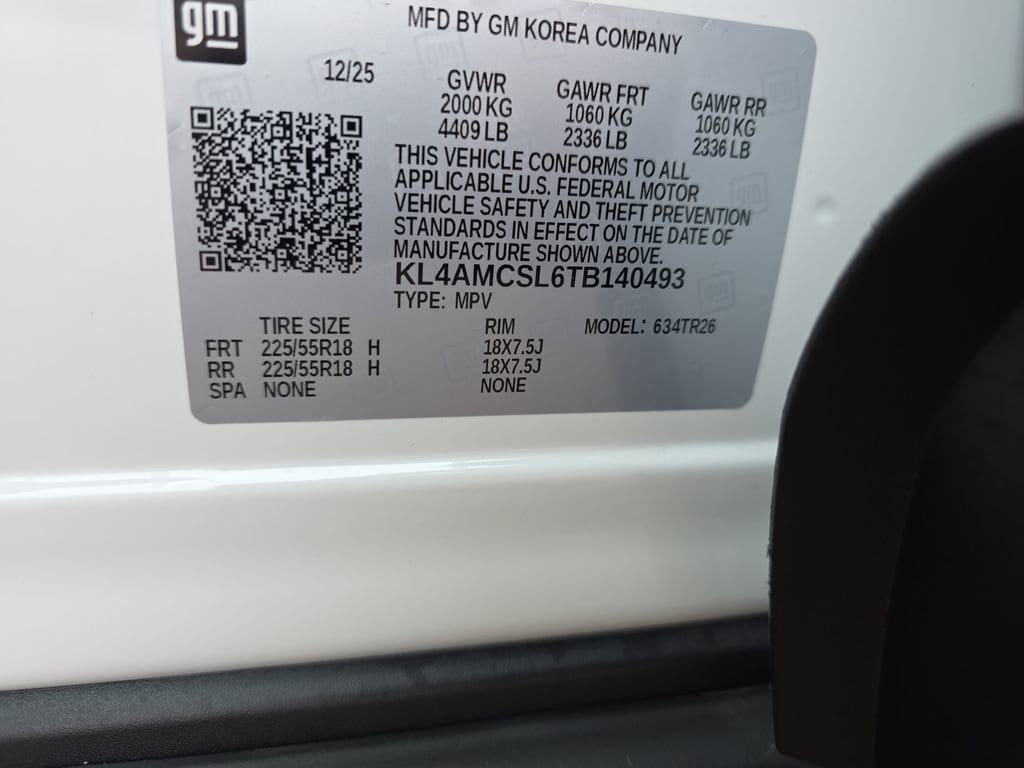 gm
MFD BY GM KOREA COMPANY
12/25
GVWR GAWR FRT GAWR RR
2000 KG 1060 KG 1060 KG
4409 LB 2336 LB 2336 LB
THIS VEHICLE CONFORMS TO ALL
APPLICABLE U.S. FEDERAL MOTOR
VEHICLE SAFETY AND THEFT PREVENTION
STANDARDS IN EFFECT ON THE DATE OF
MANUFACTURE SHOWN ABOVE.
KL4AMCSL6TB140493
TYPE: MPV
TIRE SIZE RIM MODEL: 634TR26
FRT 225/55R18 H 18X7.5J
RR 225/55R18 H 18X7.5J
SPA NONE NONE